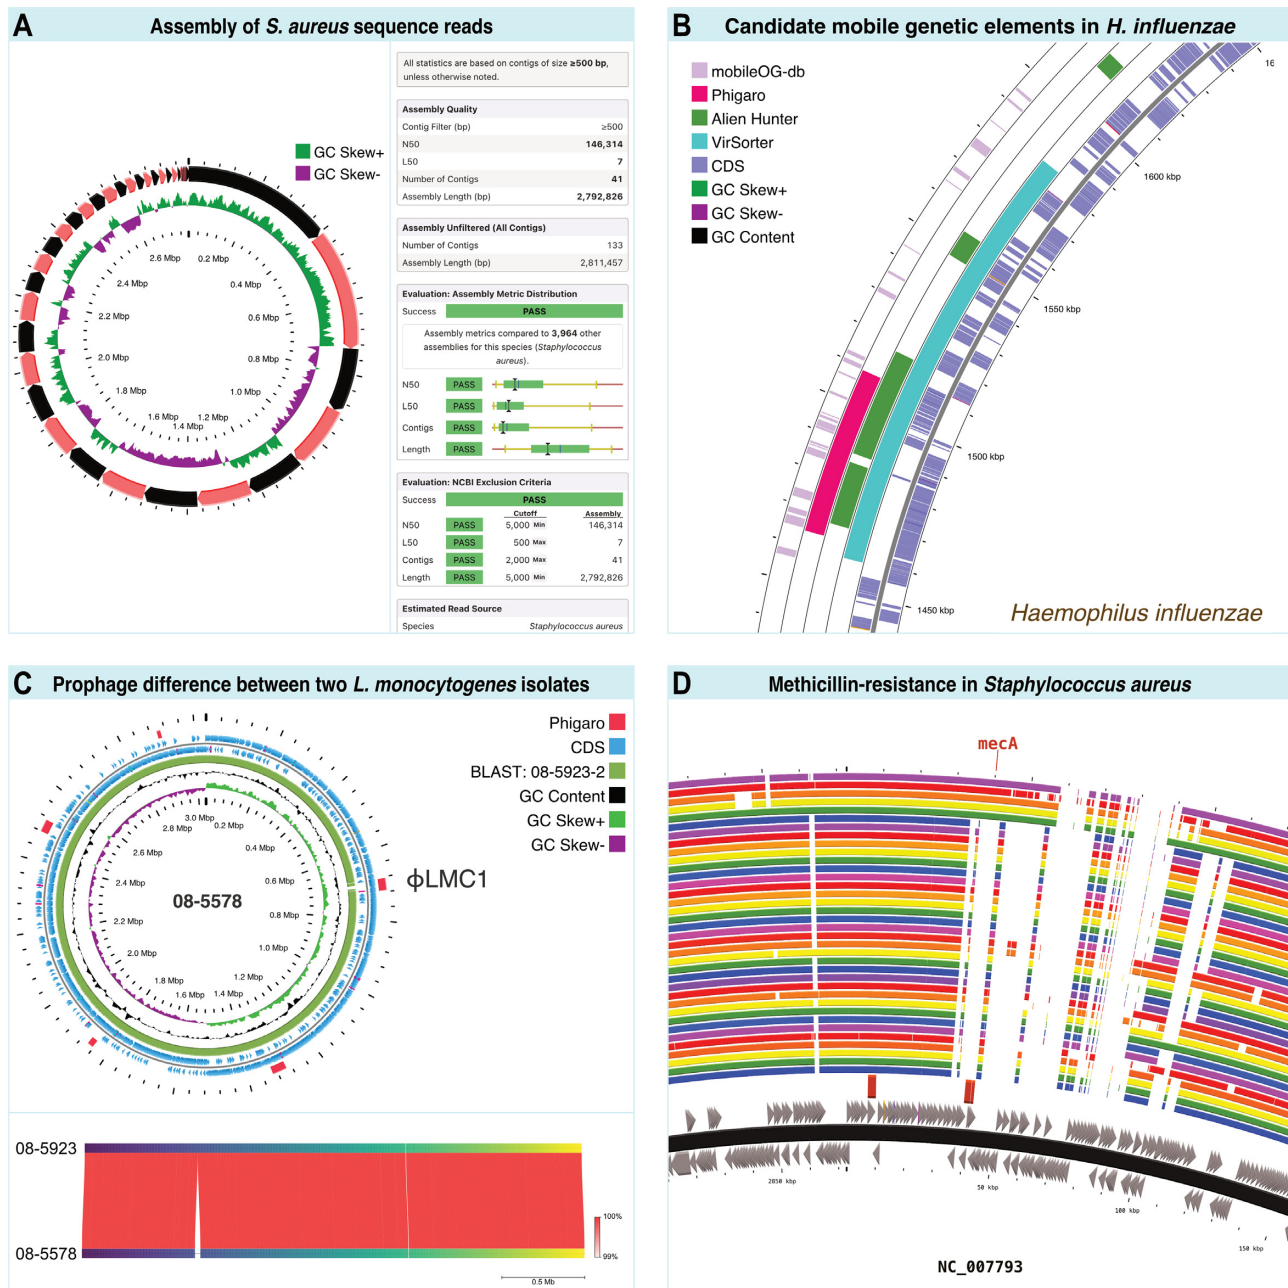 A Assembly of S. aureus sequence reads
GC Skew+
GC Skew-
2.6 Mbp
0.2 Mbp
2.4 Mbp
0.4 Mbp
2.2 Mbp
0.6 Mbp
2.0 Mbp
0.8 Mbp
1.8 Mbp
1.0 Mbp
1.6 Mbp
1.2 Mbp
1.4 Mbp
All statistics are based on contigs of size ≥500 bp,
unless otherwise noted.
Assembly Quality
Contig Filter (bp) ≥500
N50 146,314
L50 7
Number of Contigs 41
Assembly Length (bp) 2,792,826
Assembly Unfiltered (All Contigs)
Number of Contigs 133
Assembly Length (bp) 2,811,457
Evaluation: Assembly Metric Distribution
Success PASS
Assembly metrics compared to 3,964 other
assemblies for this species (Staphylococcus
aureus).
N50 PASS
L50 PASS
Contigs PASS
Length PASS
Evaluation: NCBI Exclusion Criteria
Success PASS
Cutoff Assembly
N50 PASS 5,000 Min 146,314
L50 PASS 500 Max 7
Contigs PASS 2,000 Max 41
Length PASS 5,000 Min 2,792,826
Estimated Read Source
Species Staphylococcus aureus
B Candidate mobile genetic elements in H. influenzae
mobileOG-db
Phigaro
Alien Hunter
VirSorter
CDS
GC Skew+
GC Skew-
GC Content
1600 kbp
1550 kbp
1500 kbp
1450 kbp
Haemophilus influenzae
C Prophage difference between two L. monocytogenes isolates
Phigaro
CDS
BLAST: 08-5923-2
GC Content
GC Skew+
GC Skew-
3.0 Mbp
2.8 Mbp
0.2 Mbp
2.6 Mbp
0.4 Mbp
2.4 Mbp
0.6 Mbp
2.2 Mbp
0.8 Mbp
2.0 Mbp
1.0 Mbp
1.8 Mbp
1.2 Mbp
1.6 Mbp
1.4 Mbp
08-5578
ϕLMC1
08-5923
08-5578
100%
99%
0.5 Mb
D Methicillin-resistance in Staphylococcus aureus
mecA
2850 kbp
50 kbp
100 kbp
150 kbp
NC_007793